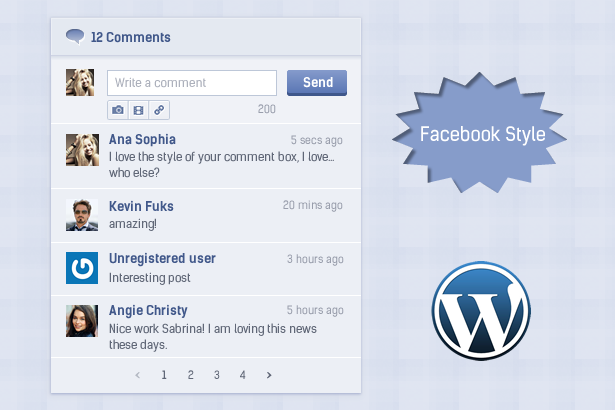 12 Comments
Write a comment
Send
200
Ana Sophia
5 secs ago
I love the style of your comment box, I love...
who else?
Kevin Fuks
20 mins ago
amazing!
Unregistered user
3 hours ago
Interesting post
Angie Christy
5 hours ago
Nice work Sabrina! I am loving this news
these days.
‹ 1 2 3 4 ›
Facebook Style
W